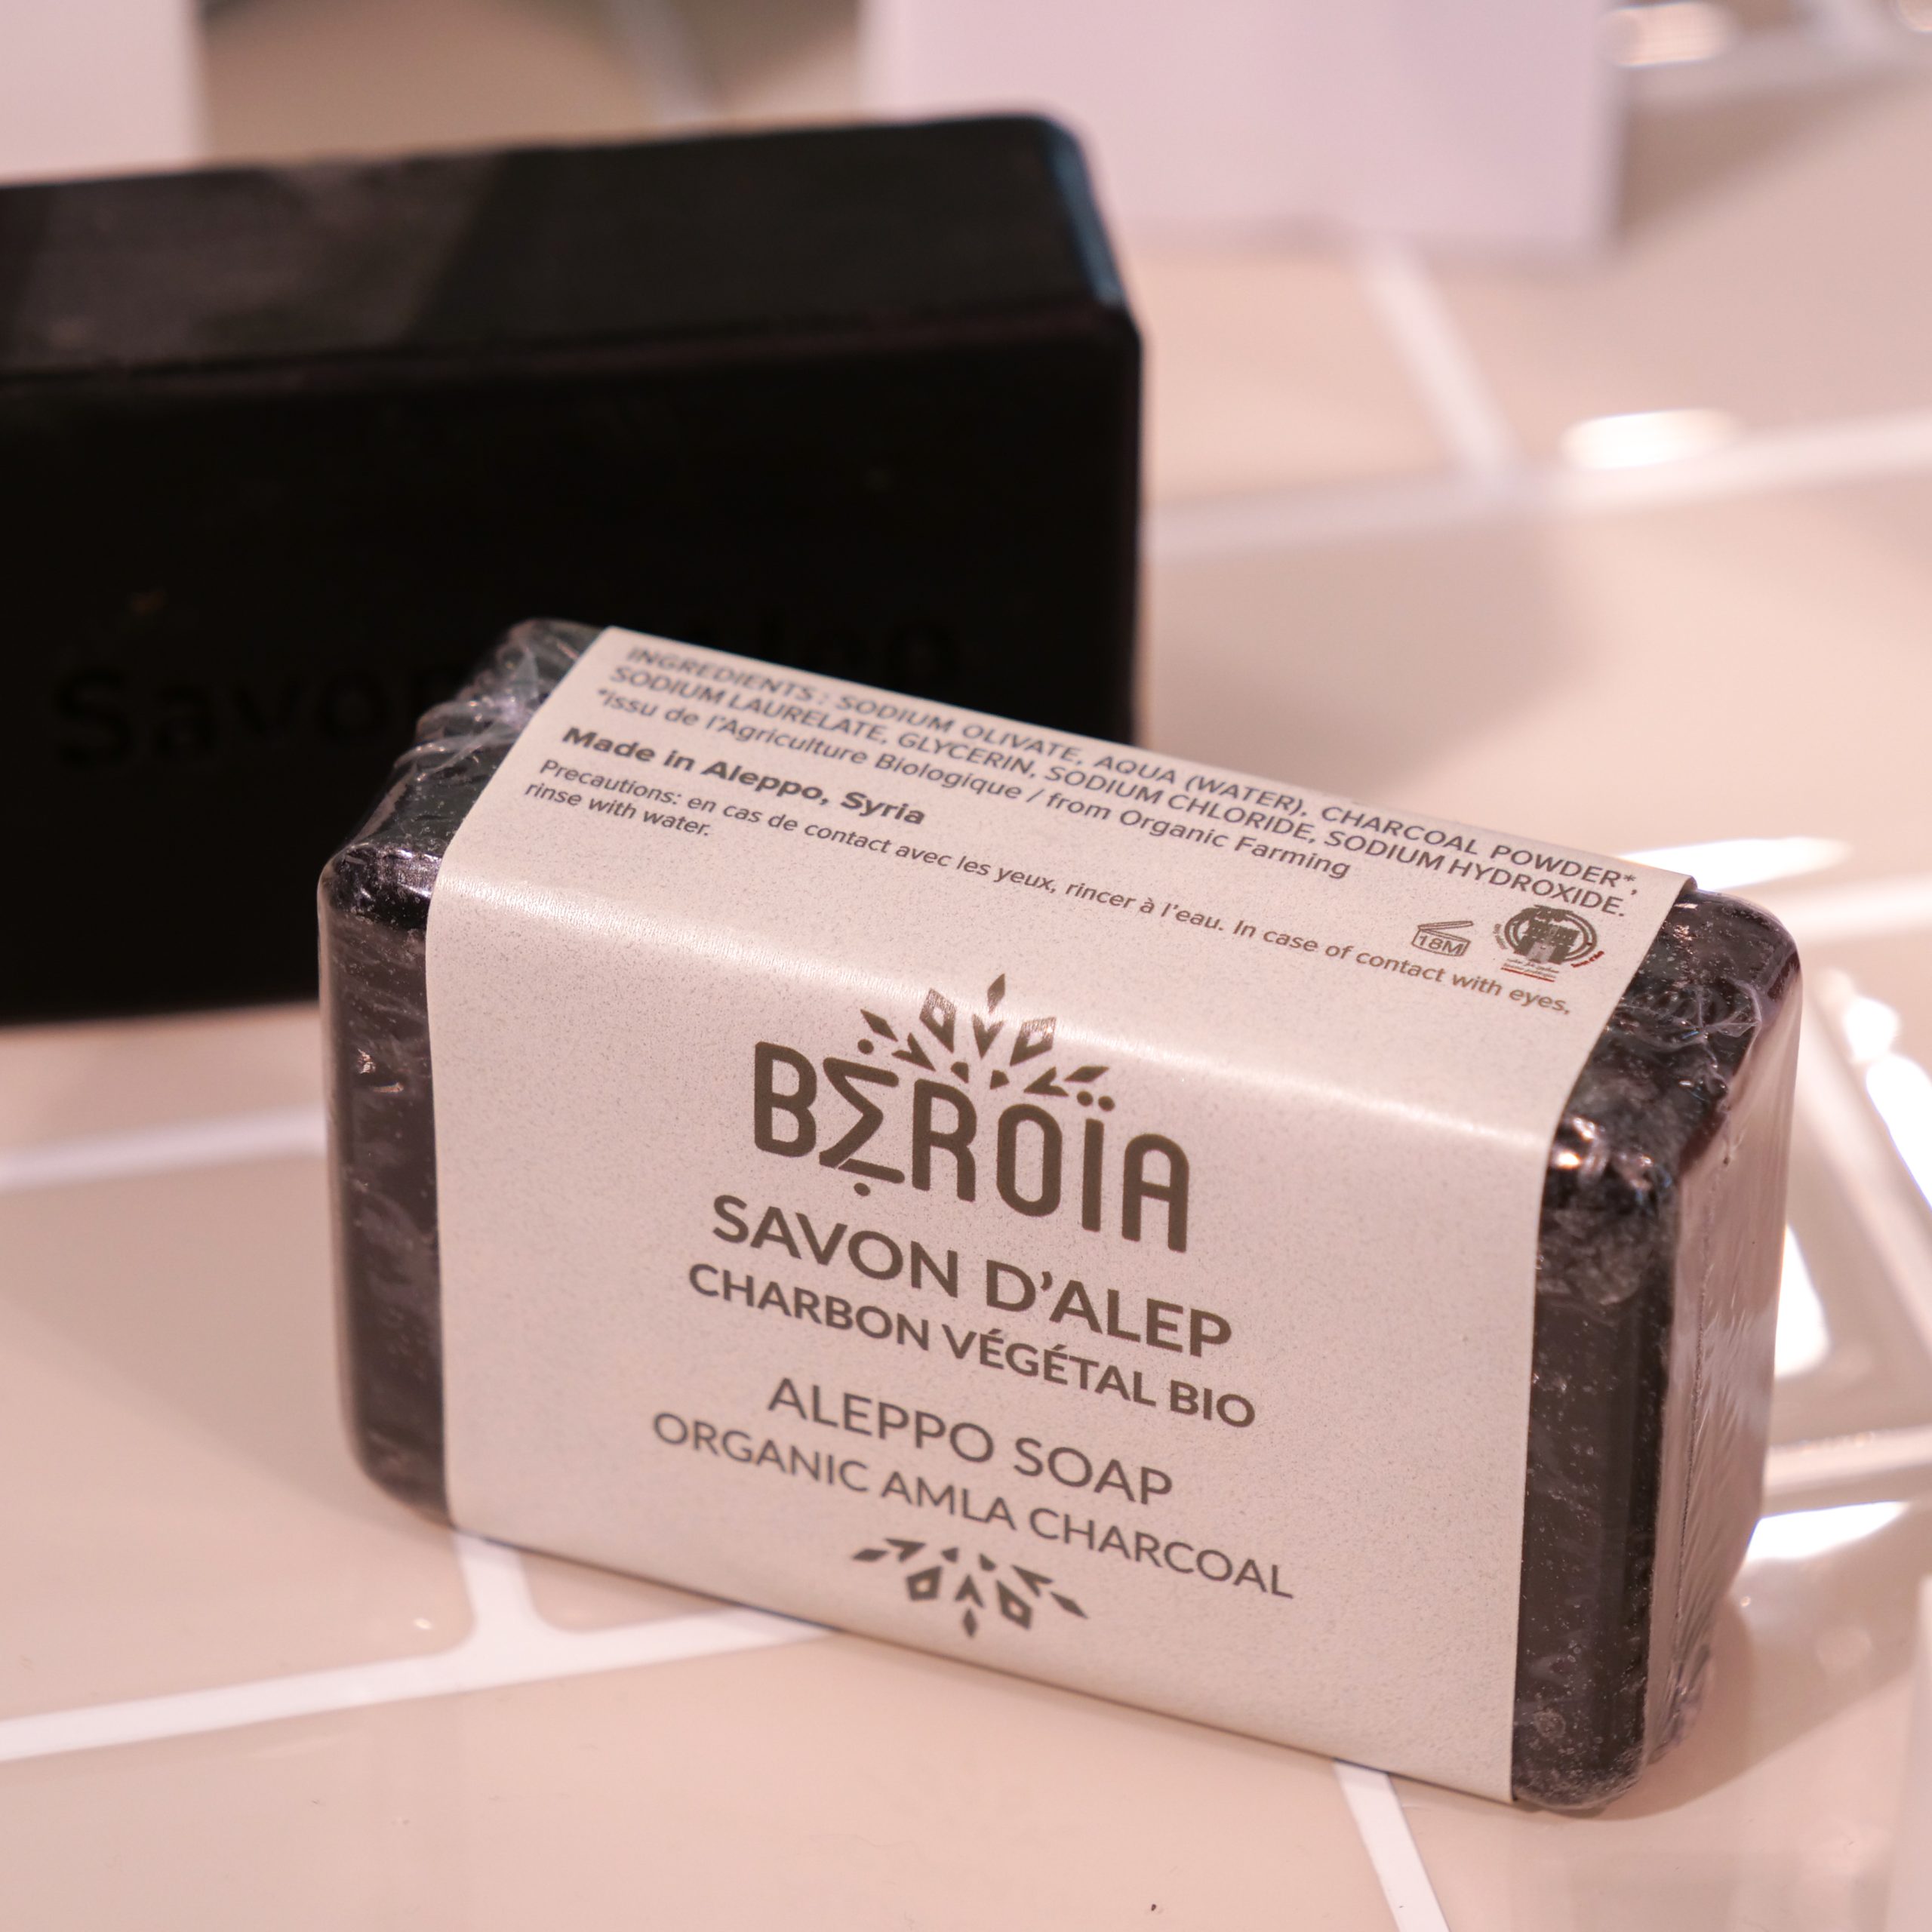 Savon
INGREDIENTS : SODIUM OLIVATE, AQUA (WATER), CHARCOAL POWDER*,
SODIUM LAURELATE, GLYCERIN, SODIUM CHLORIDE, SODIUM HYDROXIDE.
*Issu de l'Agriculture Biologique / from Organic Farming
Made in Aleppo, Syria
Precautions: en cas de contact avec les yeux, rincer à l'eau. In case of contact with eyes,
rinse with water.
18M
BEROÏA
SAVON D'ALEP
CHARBON VÉGÉTAL BIO
ALEPPO SOAP
ORGANIC AMLA CHARCOAL